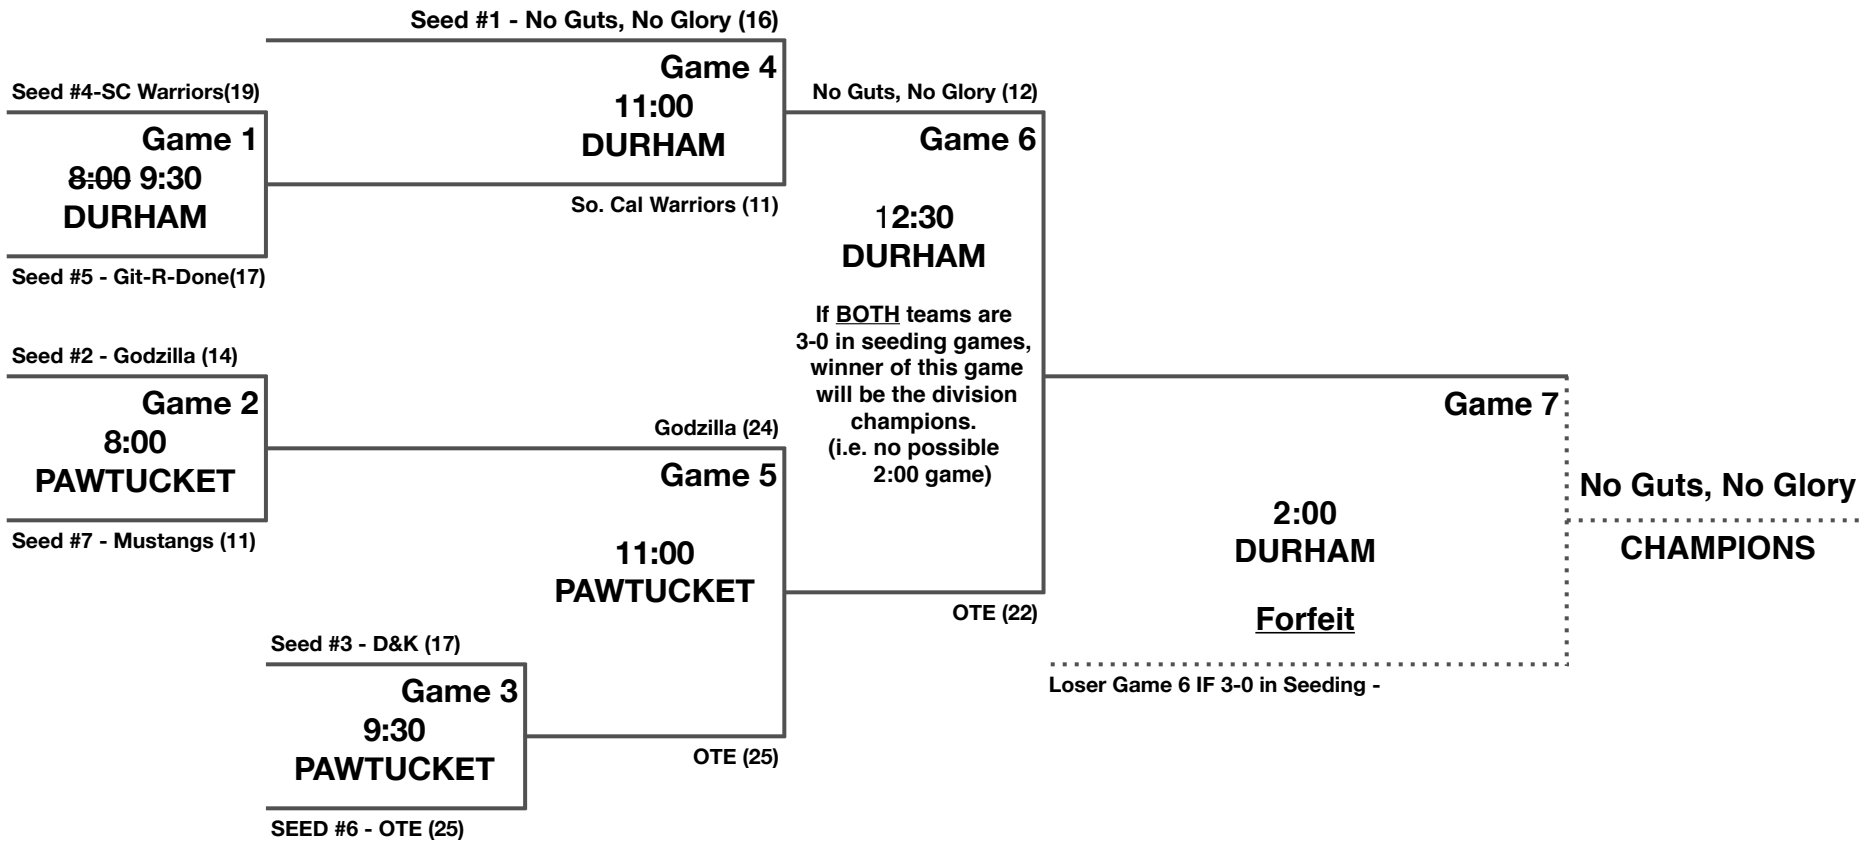 Seed #1 - No Guts, No Glory (16)
Game 4
11:00
DURHAM
So. Cal Warriors (11)
Seed #4-SC Warriors(19)
Game 1
8:00 9:30
DURHAM
Seed #5 - Git-R-Done(17)
Seed #2 - Godzilla (14)
Game 2
8:00
PAWTUCKET
Seed #7 - Mustangs (11)
Godzilla (24)
Game 5
11:00
PAWTUCKET
OTE (25)
Seed #3 - D&K (17)
Game 3
9:30
PAWTUCKET
SEED #6 - OTE (25)
No Guts, No Glory (12)
Game 6
12:30
DURHAM
If BOTH teams are
3-0 in seeding games,
winner of this game
will be the division
champions.
(i.e. no possible
2:00 game)
OTE (22)
Game 7
2:00
DURHAM
Forfeit
Loser Game 6 IF 3-0 in Seeding -
No Guts, No Glory
CHAMPIONS